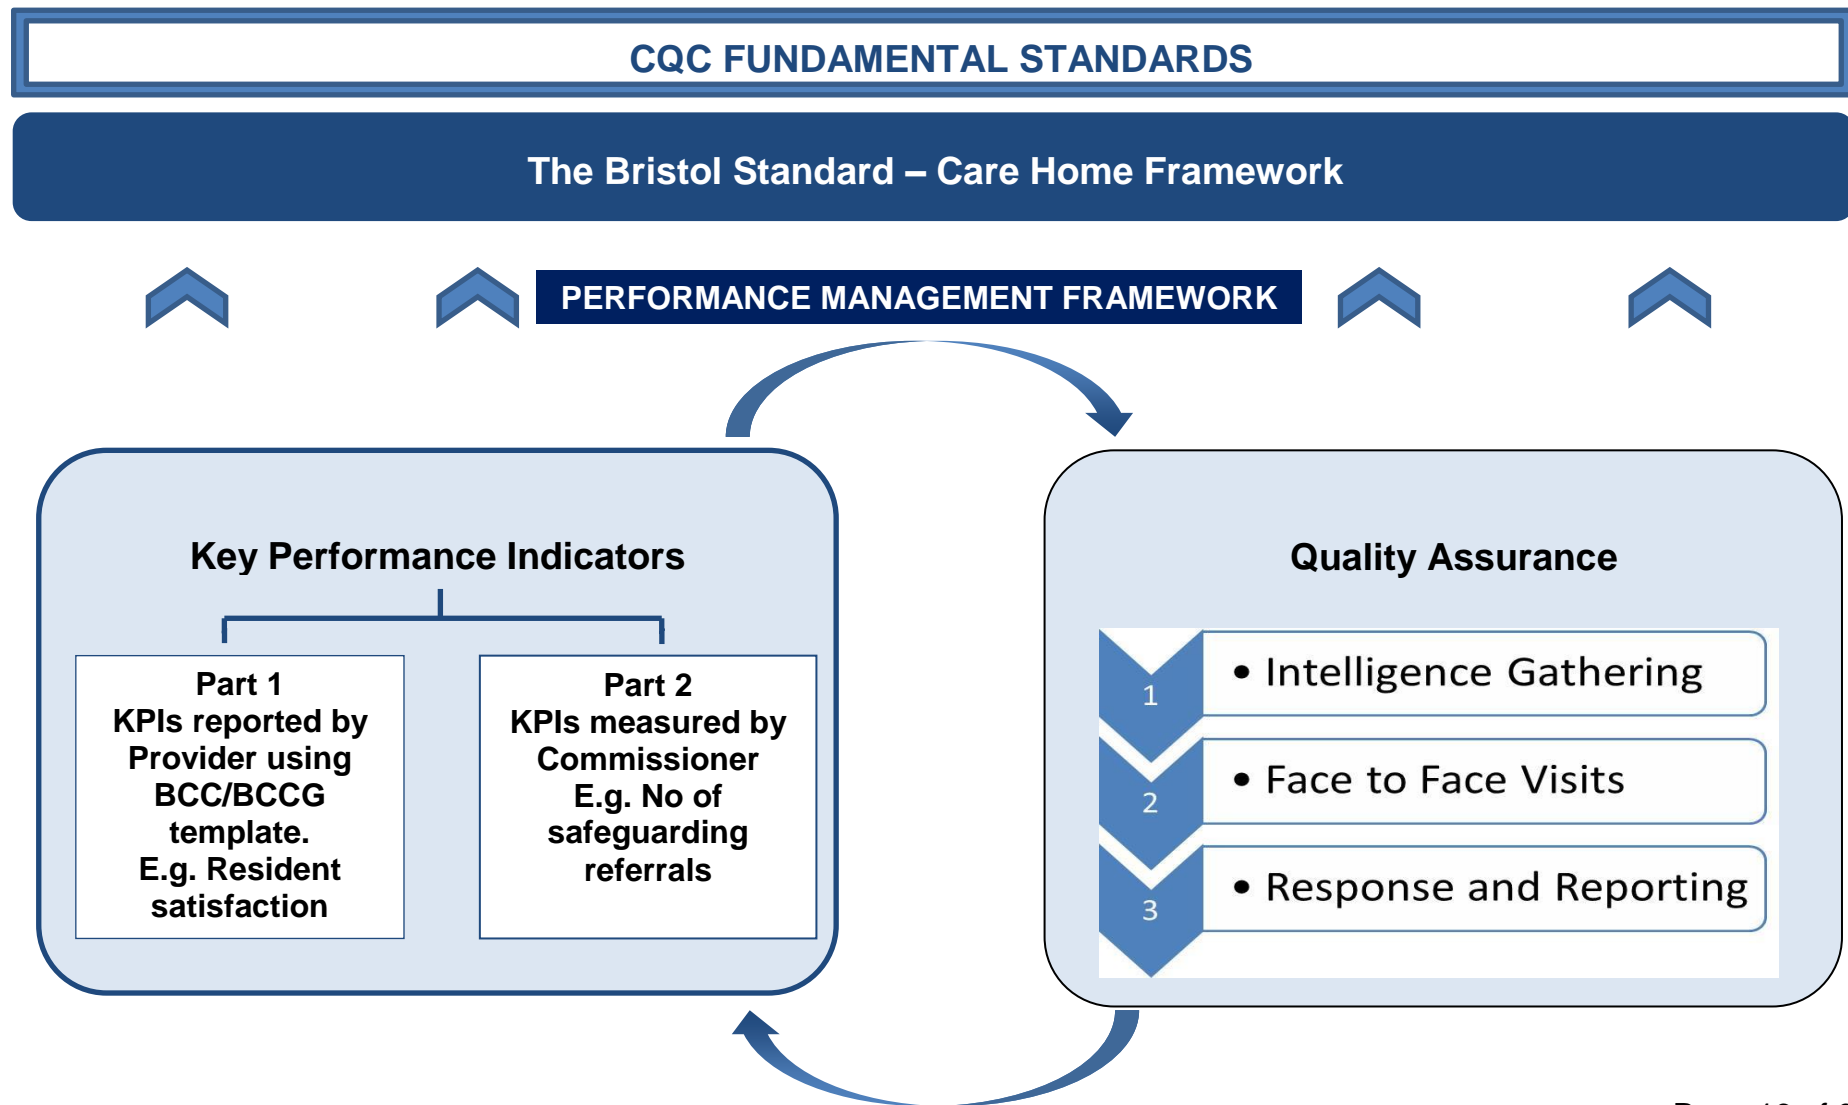 CQC FUNDAMENTAL STANDARDS
The Bristol Standard – Care Home Framework
PERFORMANCE MANAGEMENT FRAMEWORK
Key Performance Indicators
Part 1
KPIs reported by
Provider using
BCC/BCCG
template.
E.g. Resident
satisfaction
Part 2
KPIs measured by
Commissioner
E.g. No of
safeguarding
referrals
Quality Assurance
1
• Intelligence Gathering
2
• Face to Face Visits
3
• Response and Reporting